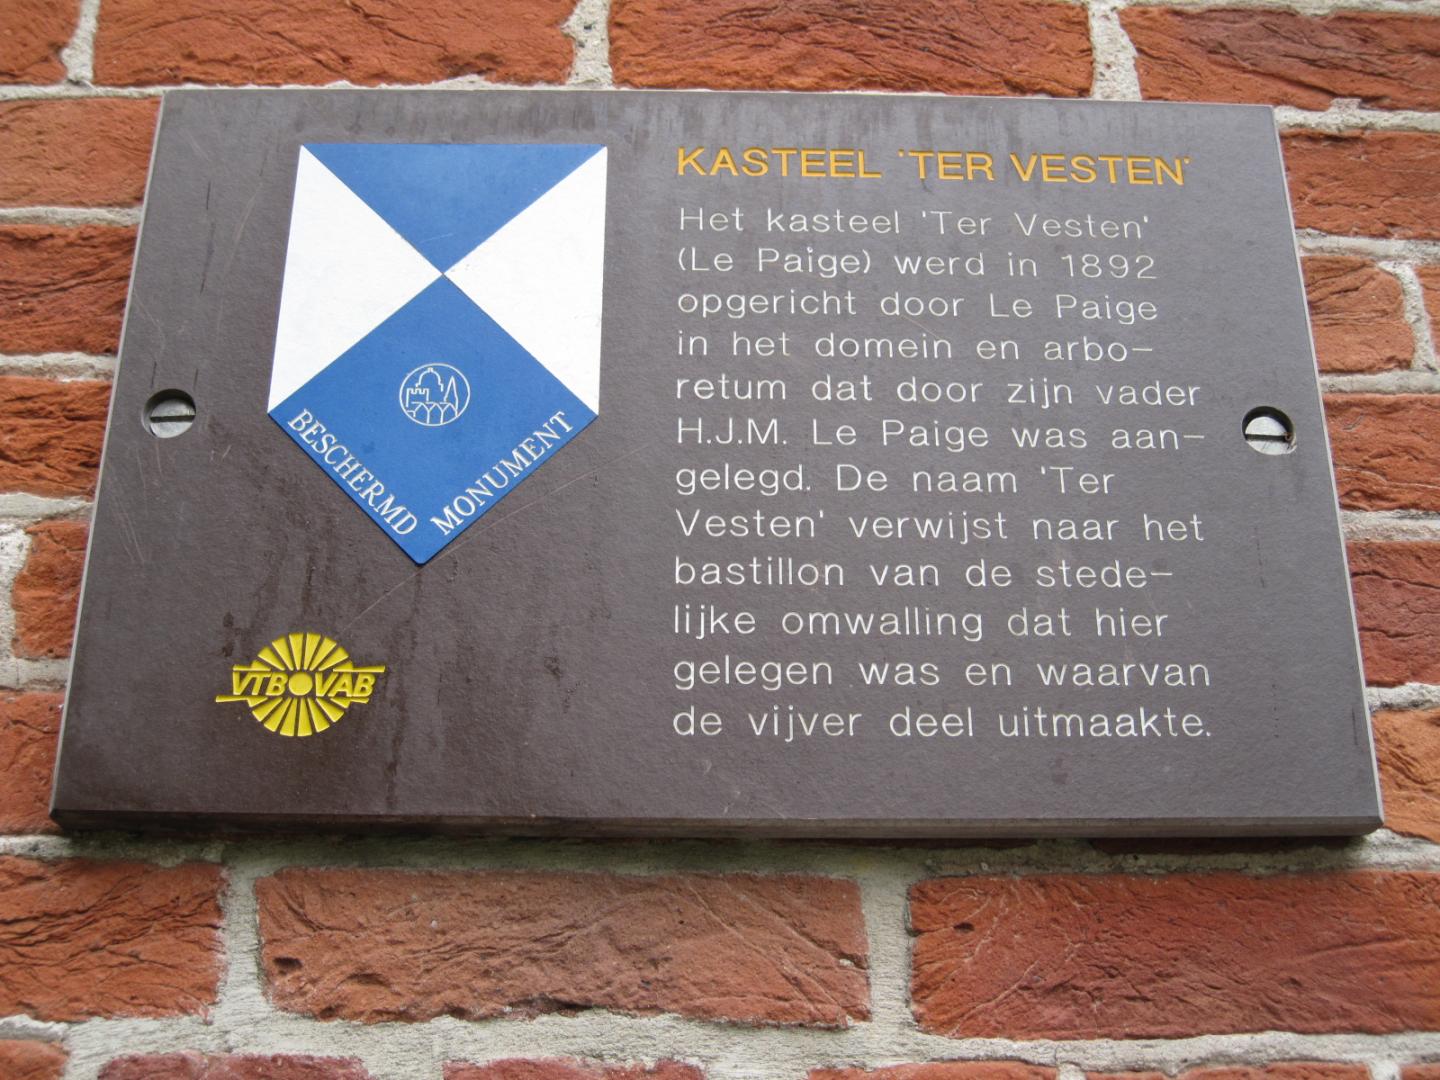 KASTEEL 'TER VESTEN'
Het kasteel 'Ter Vesten'
(Le Paige) werd in 1892
opgericht door Le Paige
in het domein en arbo-
retum dat door zijn vader
H.J.M. Le Paige was aan-
gelegd. De naam 'Ter
Vesten' verwijst naar het
bastillon van de stede-
lijke omwalling dat hier
gelegen was en waarvan
de vijver deel uitmaakte.
BESCHERMD MONUMENT
VTB VAB